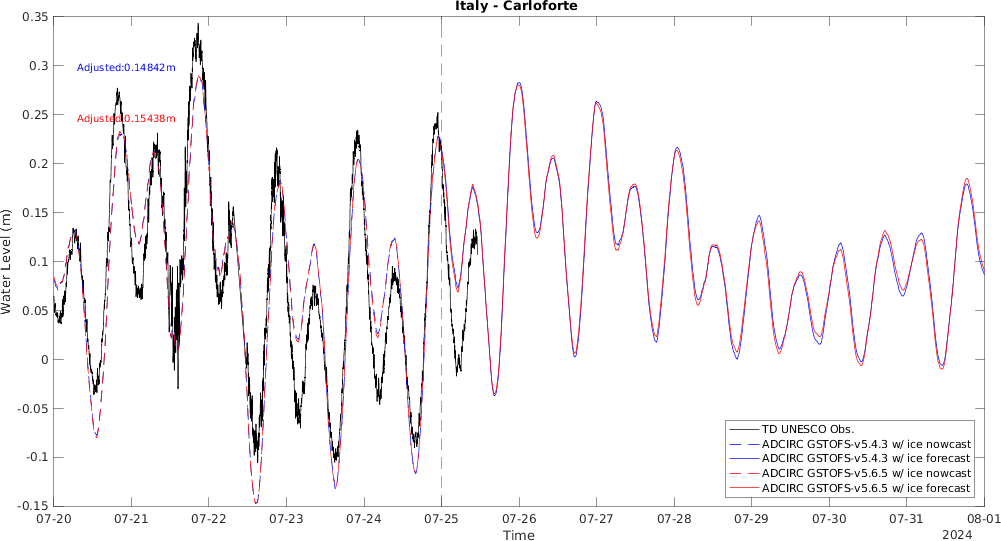 Italy - Carloforte
0.35
0.3
0.25
0.2
0.15
0.1
0.05
0
-0.05
-0.1
-0.15
Water Level (m)
Adjusted:0.14842m
Adjusted:0.15438m
TD UNESCO Obs.
ADCIRC GSTOFS-v5.4.3 w/ ice nowcast
ADCIRC GSTOFS-v5.4.3 w/ ice forecast
ADCIRC GSTOFS-v5.6.5 w/ ice nowcast
ADCIRC GSTOFS-v5.6.5 w/ ice forecast
07-20 07-21 07-22 07-23 07-24 07-25 07-26 07-27 07-28 07-29 07-30 07-31 08-01
Time
2024